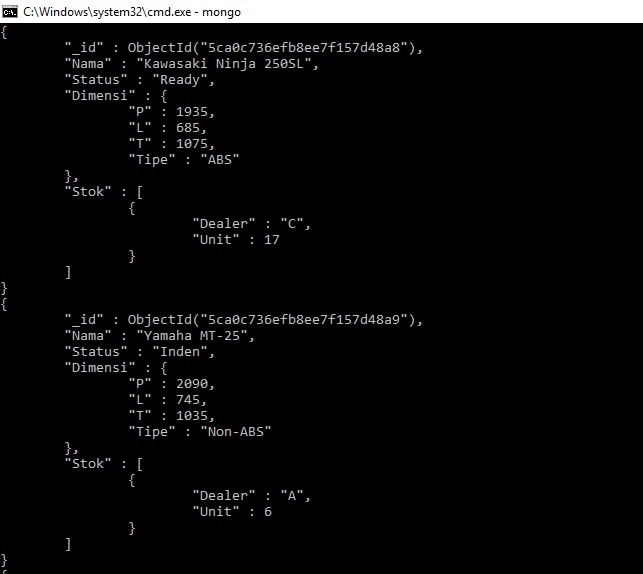 C:\Windows\system32\cmd.exe - mongo
{
        "_id" : ObjectId("5ca0c736efb8ee7f157d48a8"),
        "Nama" : "Kawasaki Ninja 250SL",
        "Status" : "Ready",
        "Dimensi" : {
                "P" : 1935,
                "L" : 685,
                "T" : 1075,
                "Tipe" : "ABS"
        },
        "Stok" : [
                {
                        "Dealer" : "C",
                        "Unit" : 17
                }
        ]
}
{
        "_id" : ObjectId("5ca0c736efb8ee7f157d48a9"),
        "Nama" : "Yamaha MT-25",
        "Status" : "Inden",
        "Dimensi" : {
                "P" : 2090,
                "L" : 745,
                "T" : 1035,
                "Tipe" : "Non-ABS"
        },
        "Stok" : [
                {
                        "Dealer" : "A",
                        "Unit" : 6
                }
        ]
}